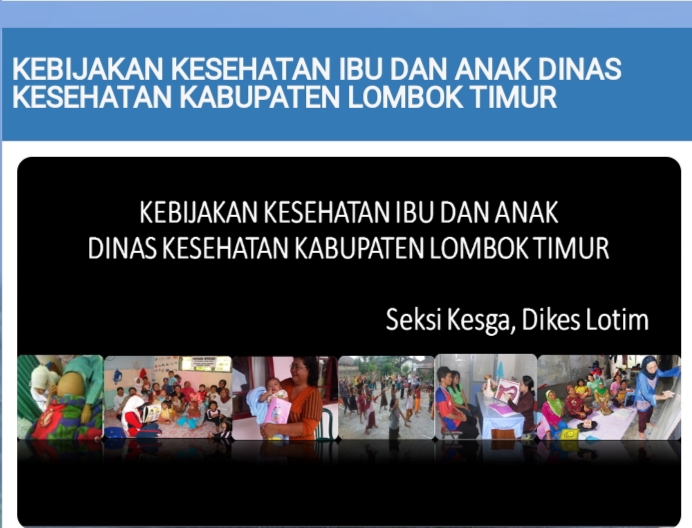 KEBIJAKAN KESEHATAN IBU DAN ANAK DINAS
KESEHATAN KABUPATEN LOMBOK TIMUR
KEBIJAKAN KESEHATAN IBU DAN ANAK
DINAS KESEHATAN KABUPATEN LOMBOK TIMUR
Seksi Kesga, Dikes Lotim